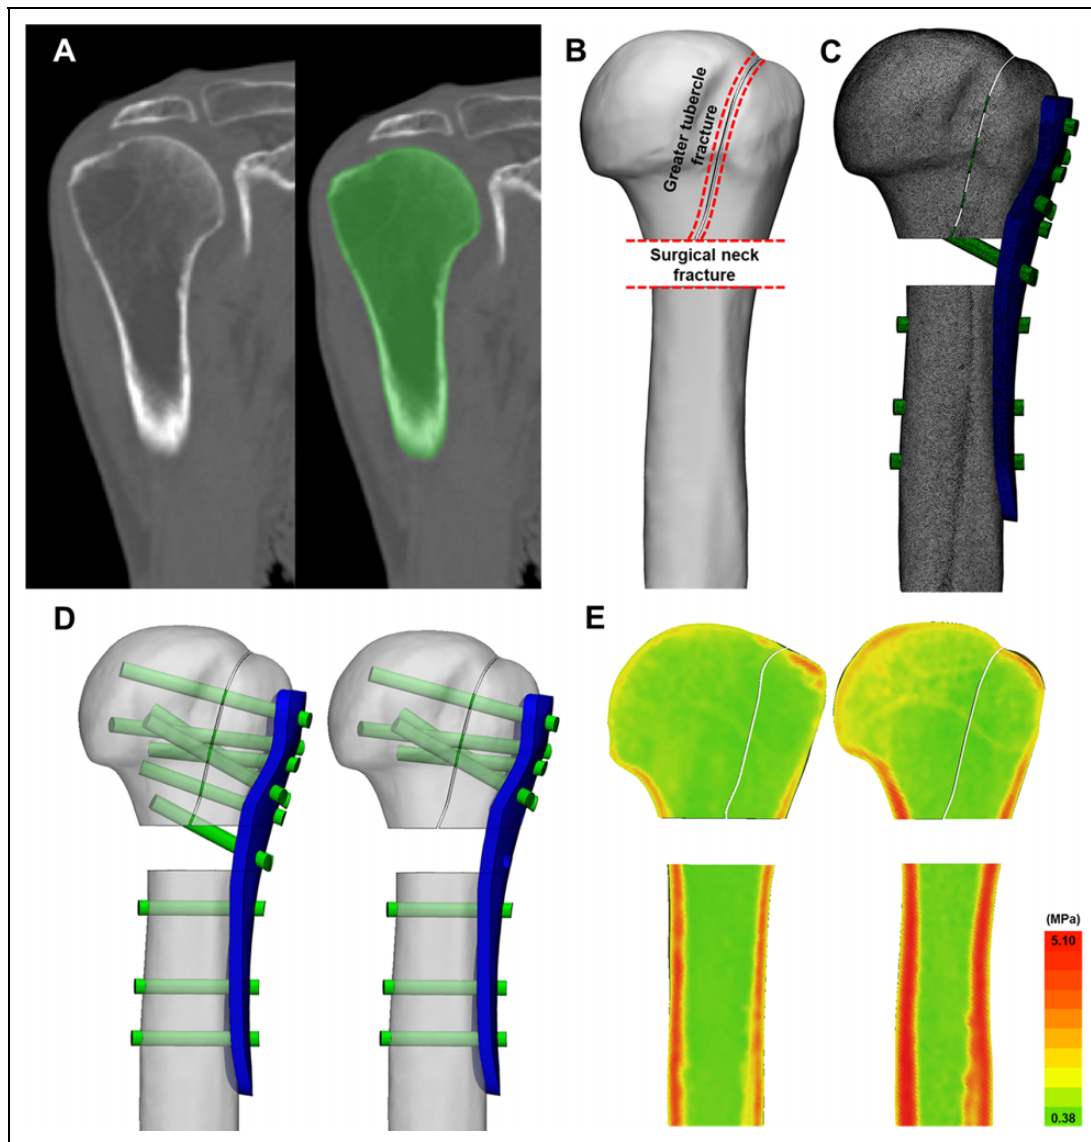 A
B
C
Greater tubercle
fracture
Surgical neck
fracture
D
E
(MPa)
5.10
0.38